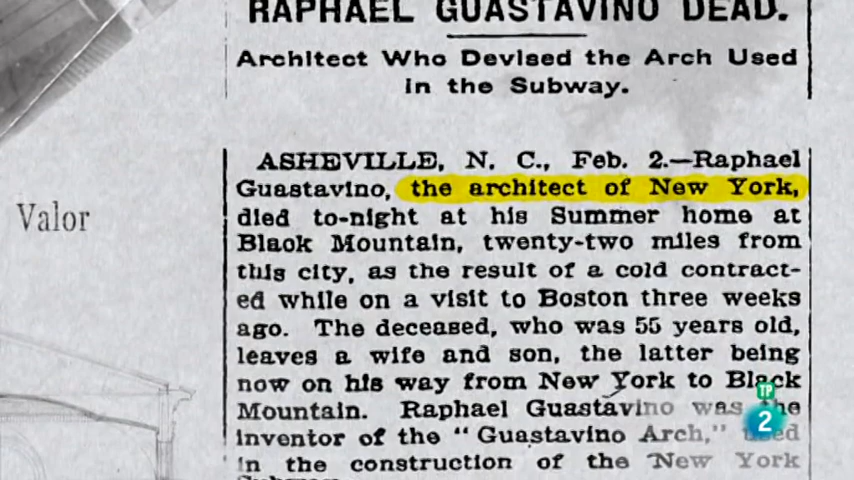 RAPHAEL GUASTAVINO DEAD.
Architect Who Devised the Arch Used
in the Subway.
ASHEVILLE, N. C., Feb. 2.—Raphael
Guastavino, the architect of New York,
died to-night at his Summer home at
Black Mountain, twenty-two miles from
this city, as the result of a cold contract-
ed while on a visit to Boston three weeks
ago. The deceased, who was 55 years old,
leaves a wife and son, the latter being
now on his way from New York to Black
Mountain. Raphael Guastavino was the
inventor of the "Guastavino Arch," used
in the construction of the New York
Valor
TP
2